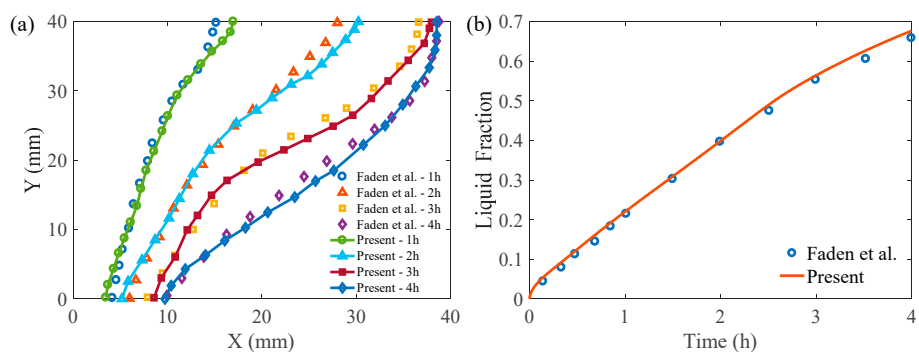 (a)
40
30
20
10
0
Y (mm)
0
10
20
30
40
X (mm)
Faden et al. - 1h
Faden et al. - 2h
Faden et al. - 3h
Faden et al. - 4h
Present - 1h
Present - 2h
Present - 3h
Present - 4h
(b)
0.7
0.6
0.5
0.4
0.3
0.2
0.1
0
Liquid Fraction
0
1
2
3
4
Time (h)
Faden et al.
Present